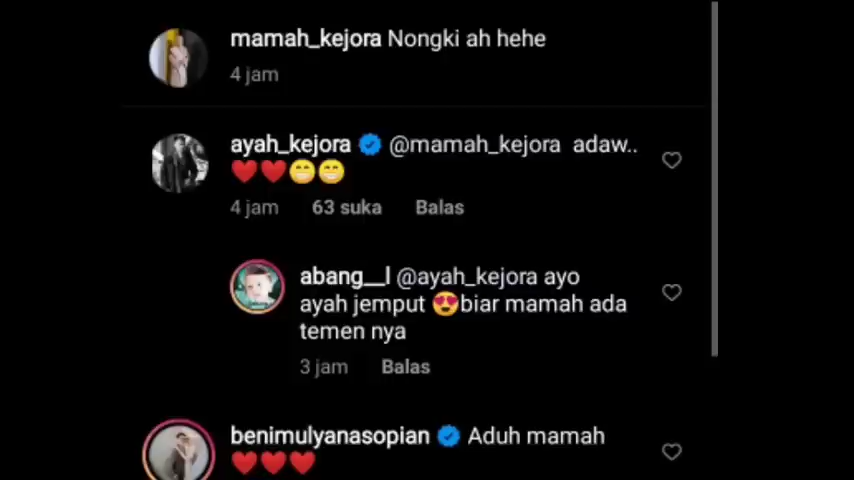 mamah_kejora Nongki ah hehe
4 jam
ayah_kejora @mamah_kejora adaw..
❤️❤️😁😁
4 jam 63 suka Balas
abang__l @ayah_kejora ayo
ayah jemput 😍biar mamah ada
temen nya
3 jam Balas
benimulyanasopian Aduh mamah
❤️❤️❤️